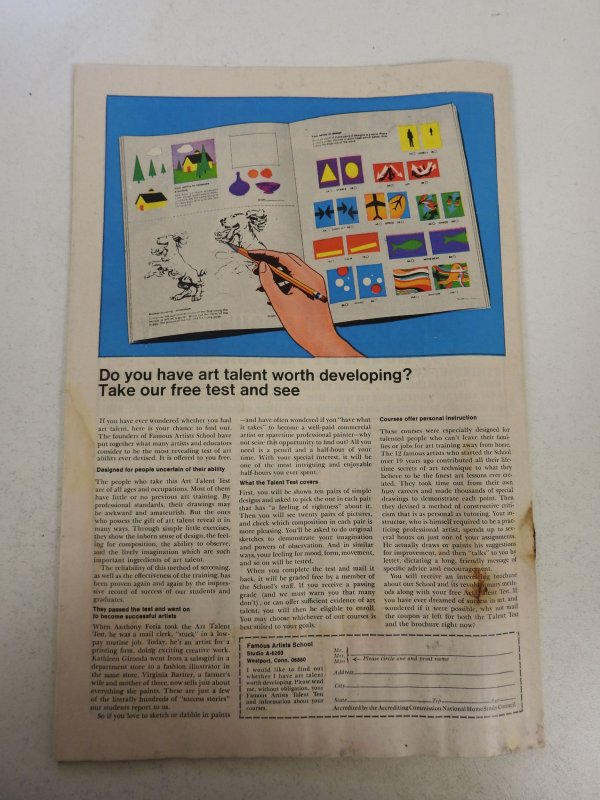 Do you have art talent worth developing?
Take our free test and see
If you have ever wondered whether you had
art talent, here is your chance to find out.
The founders of Famous Artists School have
put together what many artists and educators
consider to be the most revealing test of art
ability ever devised. It is offered to you free.
Designed for people uncertain of their ability
The people who take this Art Talent Test
are of all ages and occupations. Most of them
have little or no previous art training. By
professional standards, their drawings may
be awkward and amateurish. But the ones
who possess the gift of art talent reveal it in
many ways. Through simple little exercises,
they show the inborn sense of design, the feel-
ing for composition, the ability to observe,
and the lively imagination which are such
important ingredients of art talent.
The reliability of this method of screening,
as well as the effectiveness of the training, has
been proven again and again by the impres-
sive record of success of our students and
graduates.
They passed the test and went on
to become successful artists
When Anthony Fotia took the Art Talent
Test, he was a mail clerk, "stuck" in a low-
pay routine job. Today, he's an artist for a
printing firm, doing exciting creative work.
Kathleen Gironda went from a salesgirl in a
department store to a fashion illustrator in
the same store. Virginia Bartter, a farmer's
wife and mother of three, now sells just about
everything she paints. These are just a few
of the literally hundreds of "success stories"
our students report to us.
So if you love to sketch or dabble in paints
—and have often wondered if you "have what
it takes" to become a well-paid commercial
artist or sparetime professional painter—why
not seize this opportunity to find out? All you
need is a pencil and a half-hour of your
time. With your special interest, it will be
one of the most intriguing and enjoyable
half-hours you ever spent.
What the Talent Test covers
First, you will be shown ten pairs of simple
designs and asked to pick the one in each pair
that has "a feeling of rightness" about it.
Then you will see twenty pairs of pictures,
and check which composition in each pair is
more pleasing. You'll be asked to do original
sketches to demonstrate your imagination
and powers of observation. And in similar
ways, your feeling for mood, form, movement,
and so on will be tested.
When you complete the test and mail it
back, it will be graded free by a member of
the School's staff. If you receive a passing
grade (and we must warn you that many
don't), or can offer sufficient evidence of art
talent, you will then be eligible to enroll.
You may choose whichever of our courses is
best suited to your goals.
Courses offer personal instruction
These courses were especially designed for
talented people who can't leave their fami-
lies or jobs for art training away from home.
The 12 famous artists who started the School
over 19 years ago contributed all their life-
time secrets of art technique to what they
believe to be the finest art lessons ever cre-
ated. They took time out from their own
busy careers and made thousands of special
drawings to demonstrate each point. Then
they devised a method of constructive criti-
cism that is as personal as tutoring. Your in-
structor, who is himself required to be a prac-
ticing professional artist, spends up to sev-
eral hours on just one of your assignments.
He actually draws or paints his suggestions
for improvement, and then "talks" to you by
letter, dictating a long, friendly message of
specific advice and encouragement.
You will receive an interesting brochure
about our School and its teaching meth-
ods along with your free Art Talent Test. If
you have ever dreamed of success in art, and
wondered if it were possible, why not mail
the coupon at left for both the Talent Test
and the brochure right now?
Famous Artists School
Studio
Westport, Conn. 06880
I would like to find out
whether I have art talent
worth developing. Please send
me, without obligation, your
Famous Artists Talent Test
and information about your
courses.
Mr.
Mrs.
Miss ← Please circle one and print name
Address
City
State Zip
Accredited by the Accrediting Commission National Home Study Council